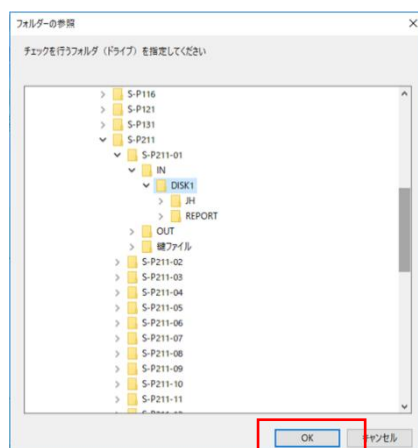 フォルダーの参照
チェックを行うフォルダ（ドライブ）を指定してください
S-P116
S-P121
S-P131
S-P211
S-P211-01
IN
DISK1
JH
REPORT
OUT
鍵ファイル
S-P211-02
S-P211-03
S-P211-04
S-P211-05
S-P211-06
S-P211-07
S-P211-08
S-P211-09
S-P211-10
S-P211-11
OK
キャンセル